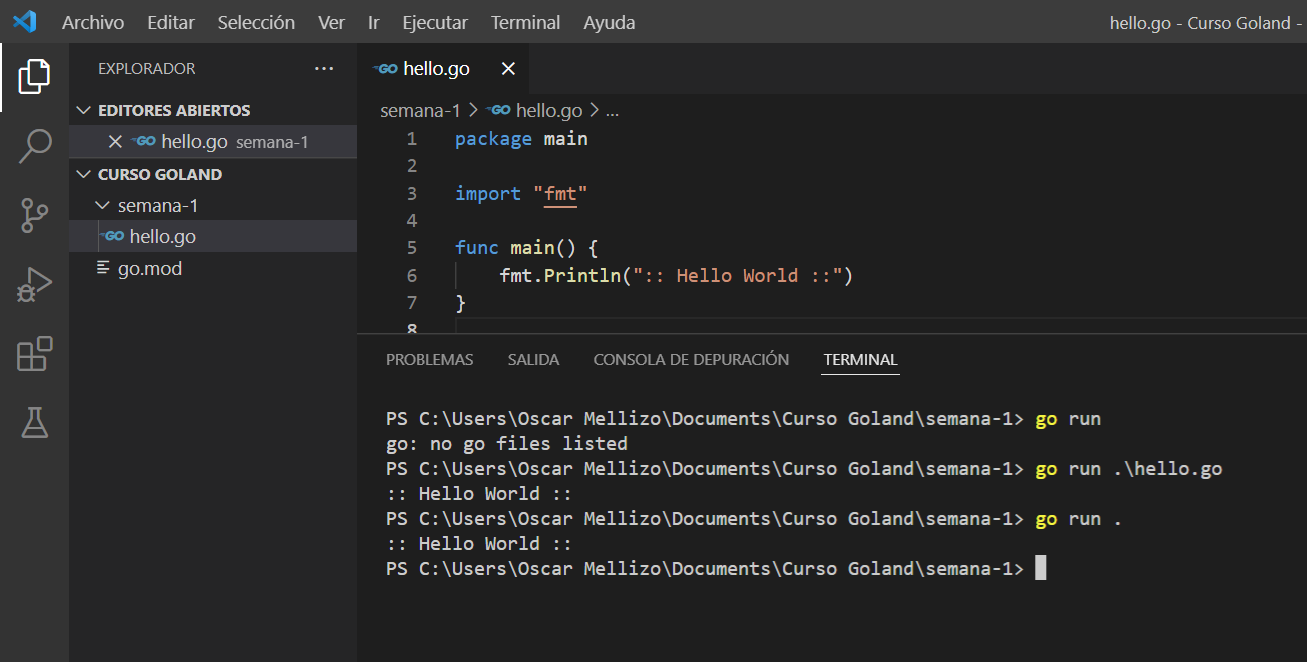 Archivo Editar Selección Ver Ir Ejecutar Terminal Ayuda hello.go - Curso Goland -
EXPLORADOR ...
EDITORES ABIERTOS
GO hello.go semana-1
CURSO GOLAND
semana-1
GO hello.go
go.mod
GO hello.go
semana-1 > GO hello.go > ...
1 package main
2
3 import "fmt"
4
5 func main() {
6 fmt.Println(":: Hello World ::")
7 }
8
PROBLEMAS SALIDA CONSOLA DE DEPURACIÓN TERMINAL
PS C:\Users\Oscar Mellizo\Documents\Curso Goland\semana-1> go run
go: no go files listed
PS C:\Users\Oscar Mellizo\Documents\Curso Goland\semana-1> go run .\hello.go
:: Hello World ::
PS C:\Users\Oscar Mellizo\Documents\Curso Goland\semana-1> go run .
:: Hello World ::
PS C:\Users\Oscar Mellizo\Documents\Curso Goland\semana-1>